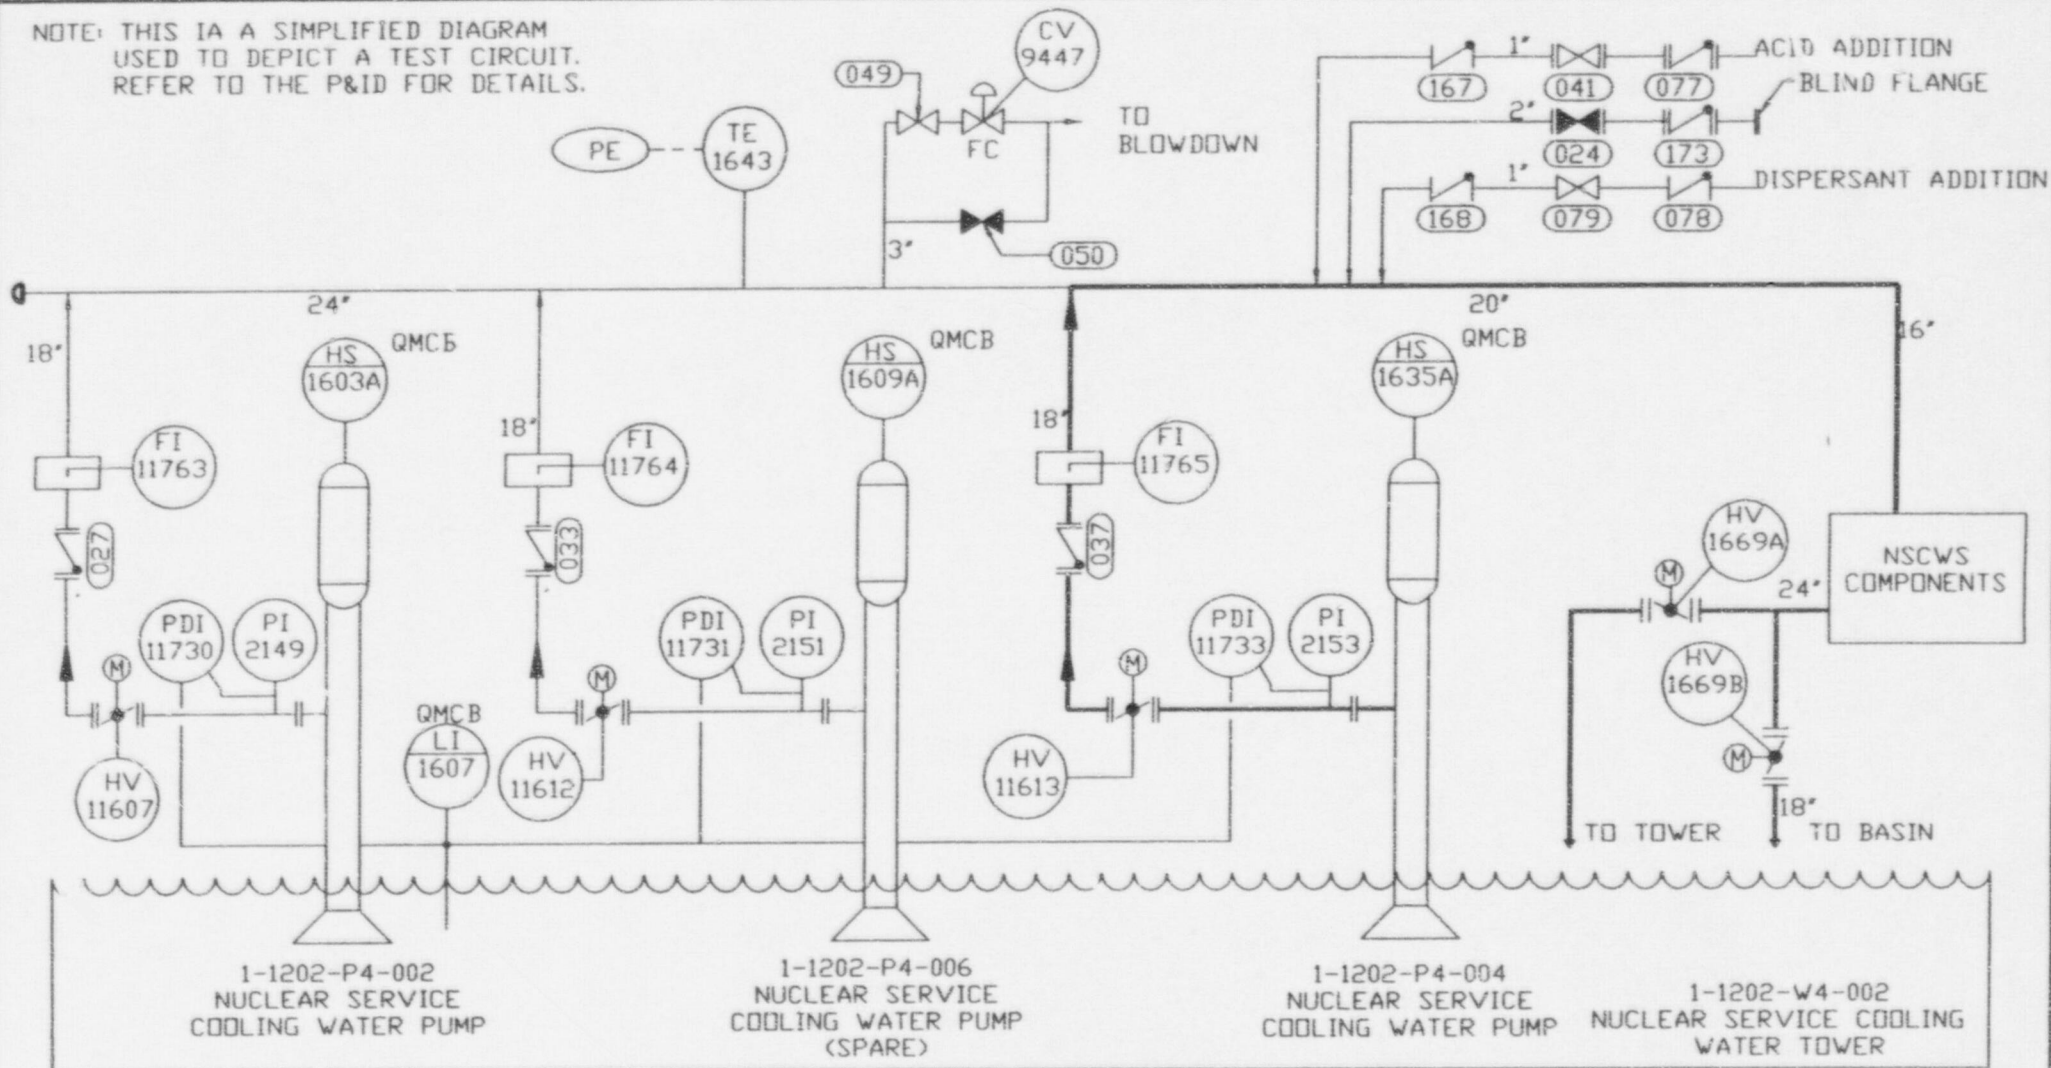 NOTE: THIS IA A SIMPLIFIED DIAGRAM
USED TO DEPICT A TEST CIRCUIT.
REFER TO THE P&ID FOR DETAILS.
CV
9447
049
FC
TO
BLOWDOWN
050
3"
PE
TE
1643
167
1"
041
077
ACID ADDITION
BLIND FLANGE
2"
024
173
168
1"
079
078
DISPERSANT ADDITION
24"
20"
16"
18"
HS
1603A
QMCB
FI
11763
027
PDI
11730
PI
2149
M
HV
11607
QMCB
LI
1607
18"
HS
1609A
QMCB
FI
11764
033
PDI
11731
PI
2151
M
HV
11612
18"
HS
1635A
QMCB
FI
11765
037
PDI
11733
PI
2153
M
HV
11613
HV
1669A
M
24"
NSCWS
COMPONENTS
HV
1669B
M
18"
TO TOWER
TO BASIN
1-1202-P4-002
NUCLEAR SERVICE
COOLING WATER PUMP
1-1202-P4-006
NUCLEAR SERVICE
COOLING WATER PUMP
(SPARE)
1-1202-P4-004
NUCLEAR SERVICE
COOLING WATER PUMP
1-1202-W4-002
NUCLEAR SERVICE COOLING
WATER TOWER